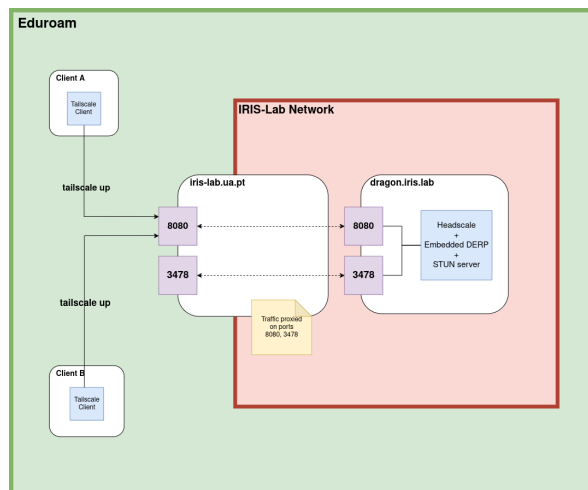 Eduroam
Client A
Tailscale
Client
IRIS-Lab Network
tailscale up
iris-lab.ua.pt
dragon.iris.lab
8080
8080
Headscale
+
Embedded DERP
+
STUN server
3478
3478
tailscale up
Traffic proxied
on ports
8080, 3478
Client B
Tailscale
Client